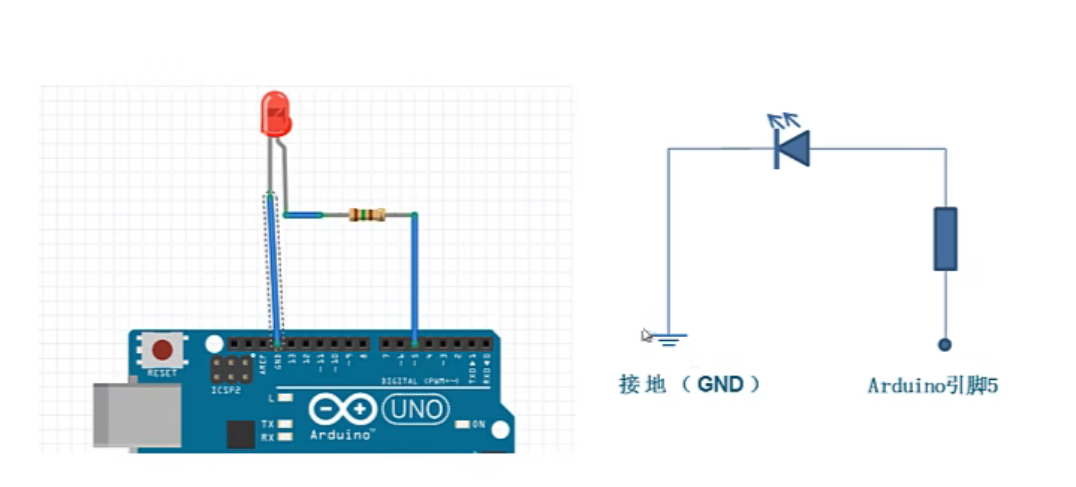 RESET
ICSP2
AREF
GND
13
12
~11
~10
~9
8
7
~6
~5
4
~3
2
TXD▶1
RXD◀0
DIGITAL (PWM=~)
L
TX
RX
UNO
Arduino™
ON
接地（GND）
Arduino引脚5